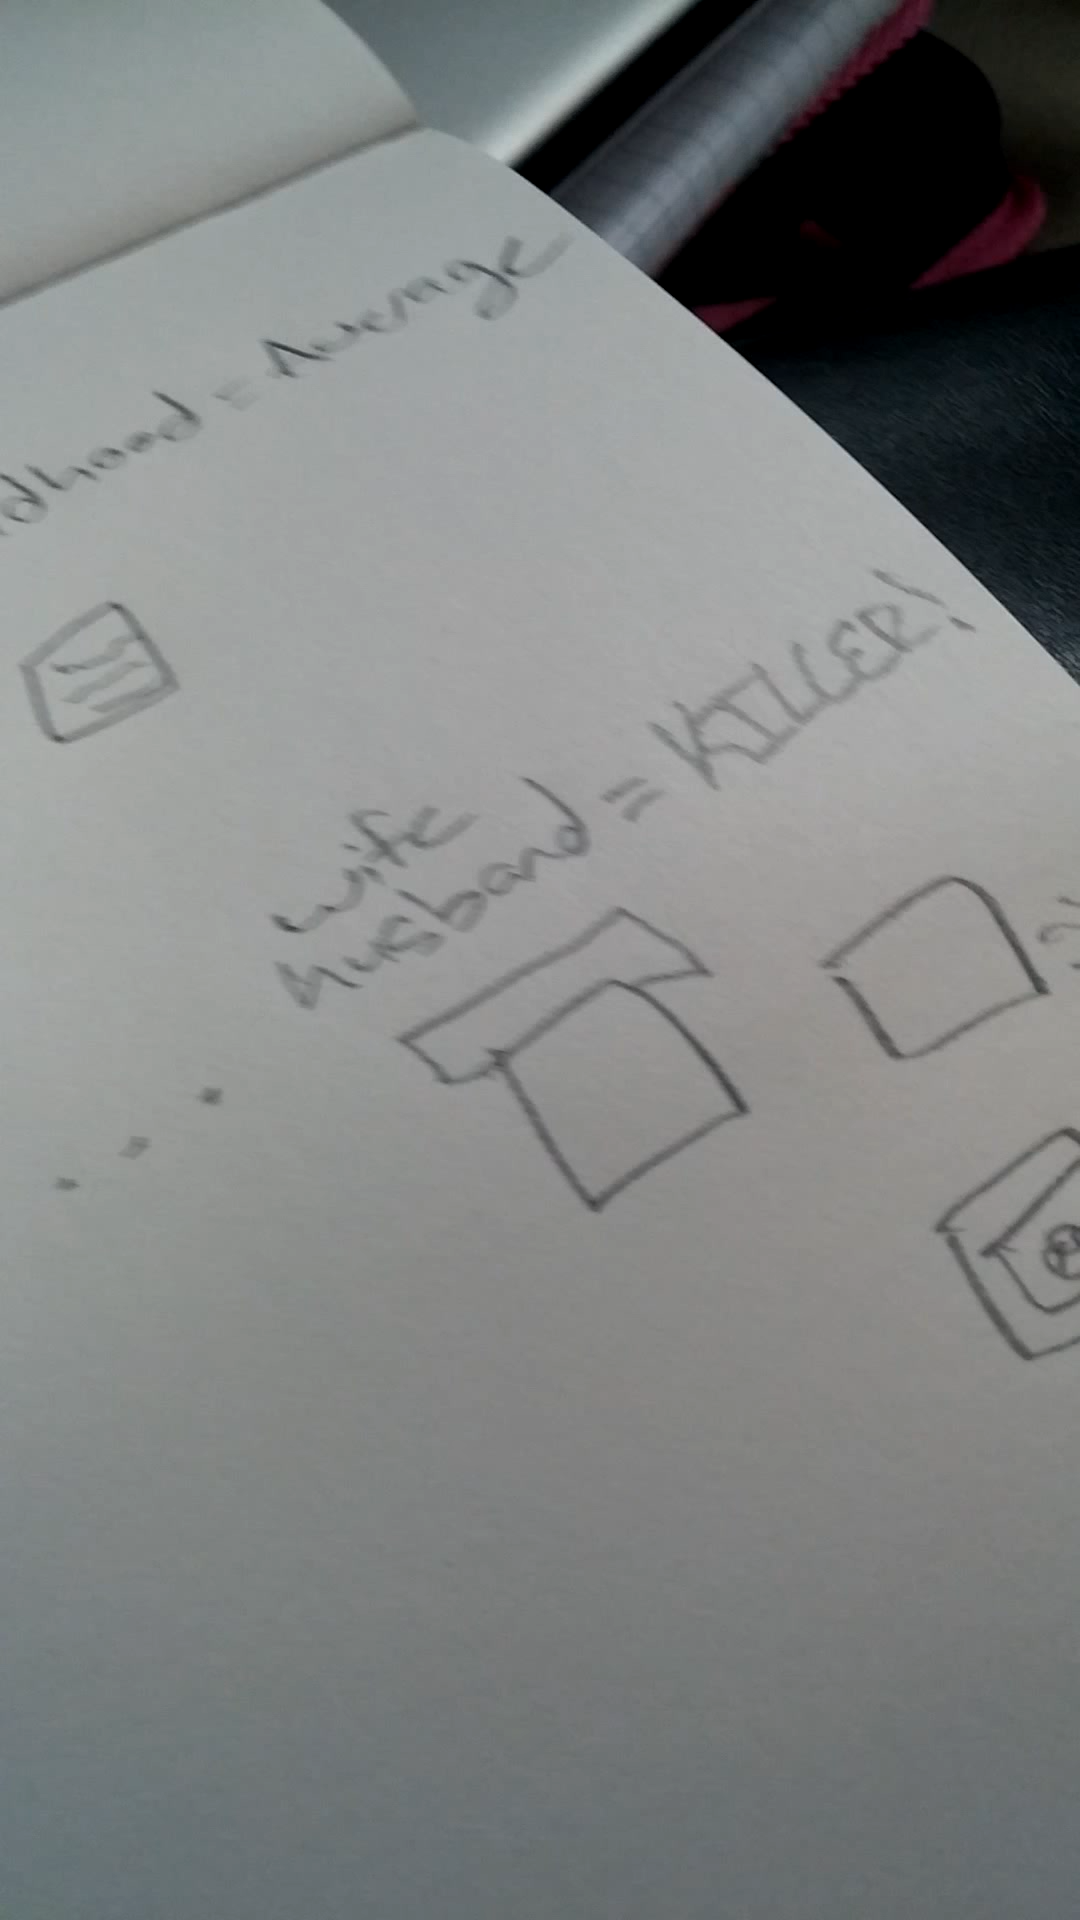 dhood = Average
wife
husband = KILLER!